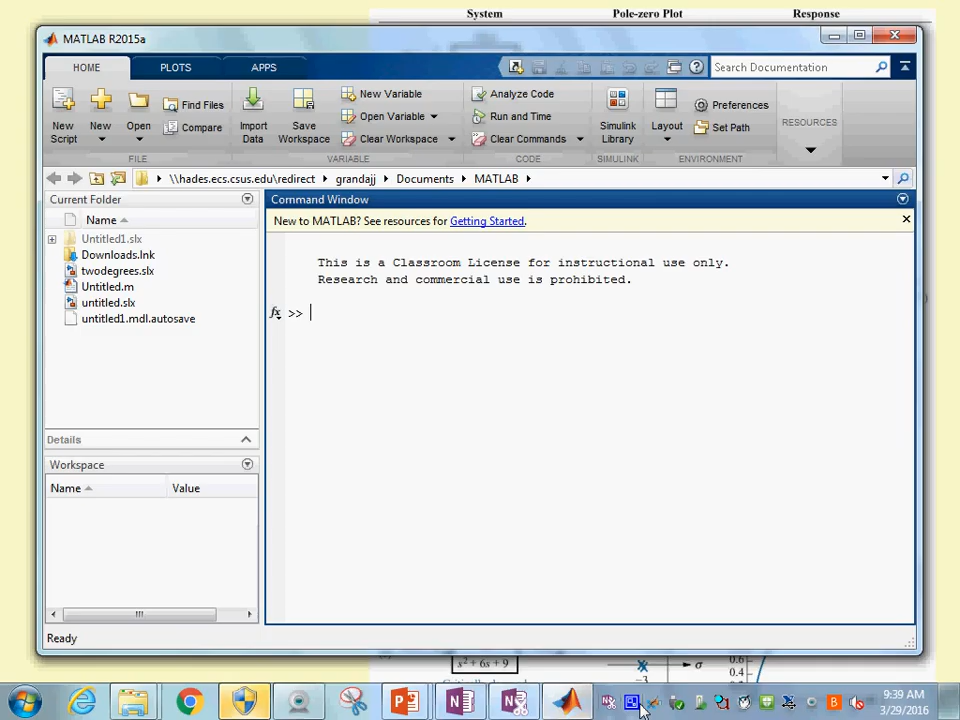 System Pole-zero Plot Response
MATLAB R2015a
HOME PLOTS APPS
Search Documentation
New Script
New
Open
Find Files
Compare
FILE
Import Data
Save Workspace
New Variable
Open Variable
Clear Workspace
VARIABLE
Analyze Code
Run and Time
Clear Commands
CODE
Simulink Library
SIMULINK
Layout
Preferences
Set Path
ENVIRONMENT
RESOURCES
\\hades.ecs.csus.edu\redirect grandajj Documents MATLAB
Current Folder
Name
Untitled1.slx
Downloads.lnk
twodegrees.slx
Untitled.m
untitled.slx
untitled1.mdl.autosave
Details
Workspace
Name Value
Command Window
New to MATLAB? See resources for Getting Started.
This is a Classroom License for instructional use only.
Research and commercial use is prohibited.
fx >>
Ready
s² + 6s + 9
−3
σ
0.6
0.4
9:39 AM
3/29/2016